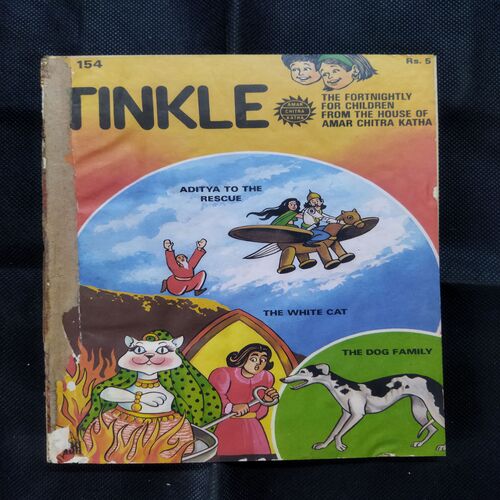 154
Rs. 5
TINKLE
AMAR
CHITRA
KATHA
THE FORTNIGHTLY
FOR CHILDREN
FROM THE HOUSE OF
AMAR CHITRA KATHA
ADITYA TO THE
RESCUE
THE WHITE CAT
THE DOG FAMILY